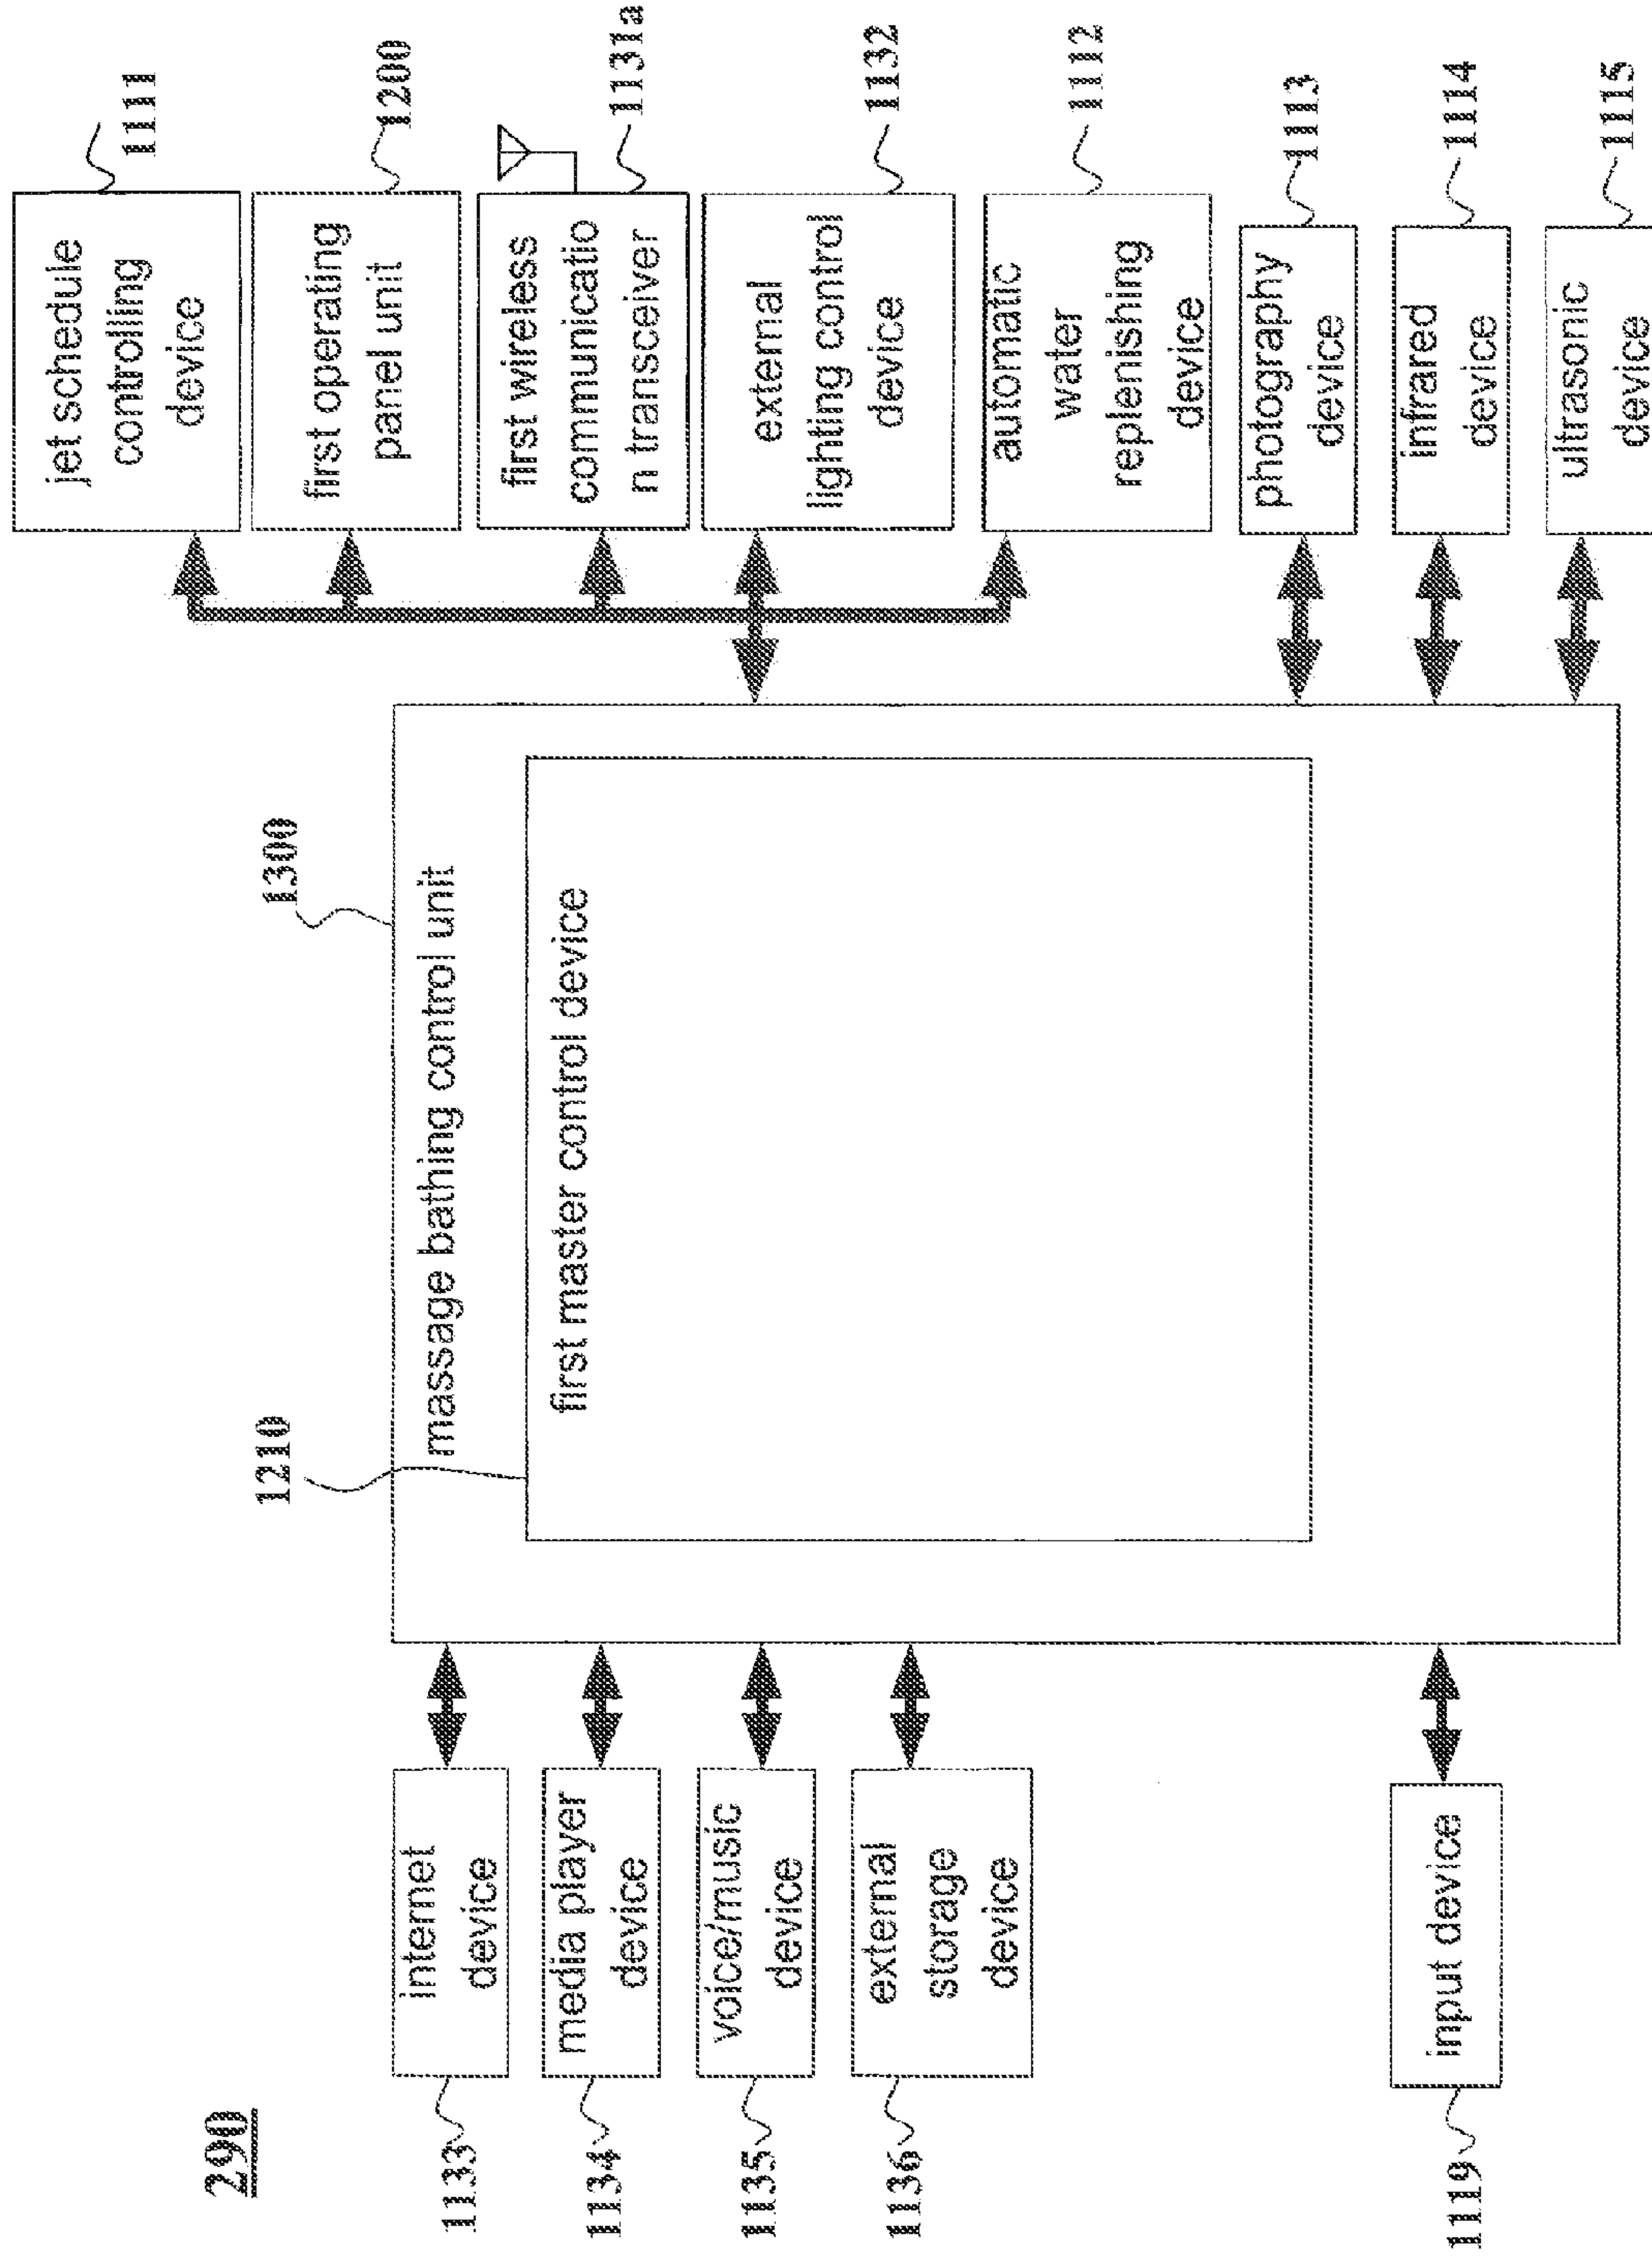 290
1133
internet
device
1134
media player
device
1135
voice/music
device
1136
external
storage
device
1119
input device
1210
1300
massage bathing control unit
first master control device
jet schedule
controlling
device
1111
first operating
panel unit
1200
first wireless
communicatio
n transceiver
1131a
external
lighting control
device
1132
automatic
water
replenishing
device
1112
photography
device
1113
infrared
device
1114
ultrasonic
device
1115